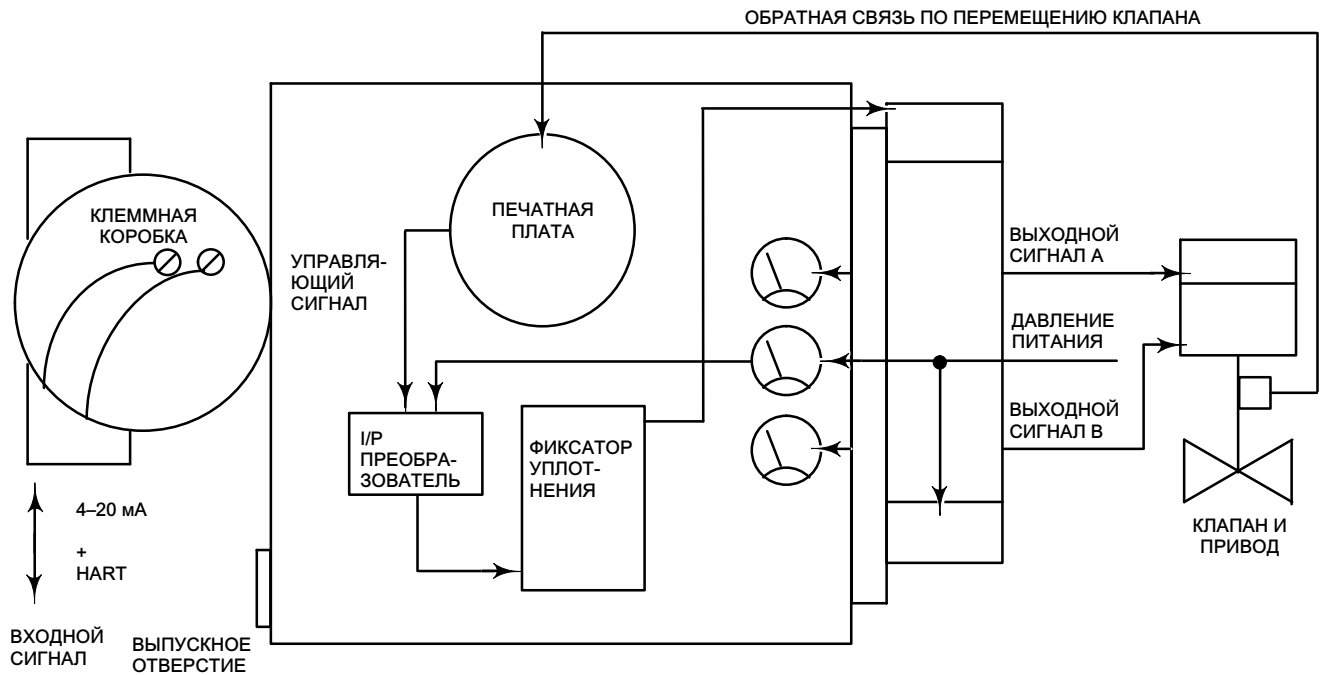 ОБРАТНАЯ СВЯЗЬ ПО ПЕРЕМЕЩЕНИЮ КЛАПАНА
КЛЕММНАЯ
КОРОБКА
УПРАВЛЯ-
ЮЩИЙ
СИГНАЛ
ПЕЧАТНАЯ
ПЛАТА
ВЫХОДНОЙ
СИГНАЛ A
ДАВЛЕНИЕ
ПИТАНИЯ
ВЫХОДНОЙ
СИГНАЛ B
I/P
ПРЕОБРА-
ЗОВАТЕЛЬ
ФИКСАТОР
УПЛОТ-
НЕНИЯ
4–20 мА
+
HART
КЛАПАН И
ПРИВОД
ВХОДНОЙ
СИГНАЛ
ВЫПУСКНОЕ
ОТВЕРСТИЕ